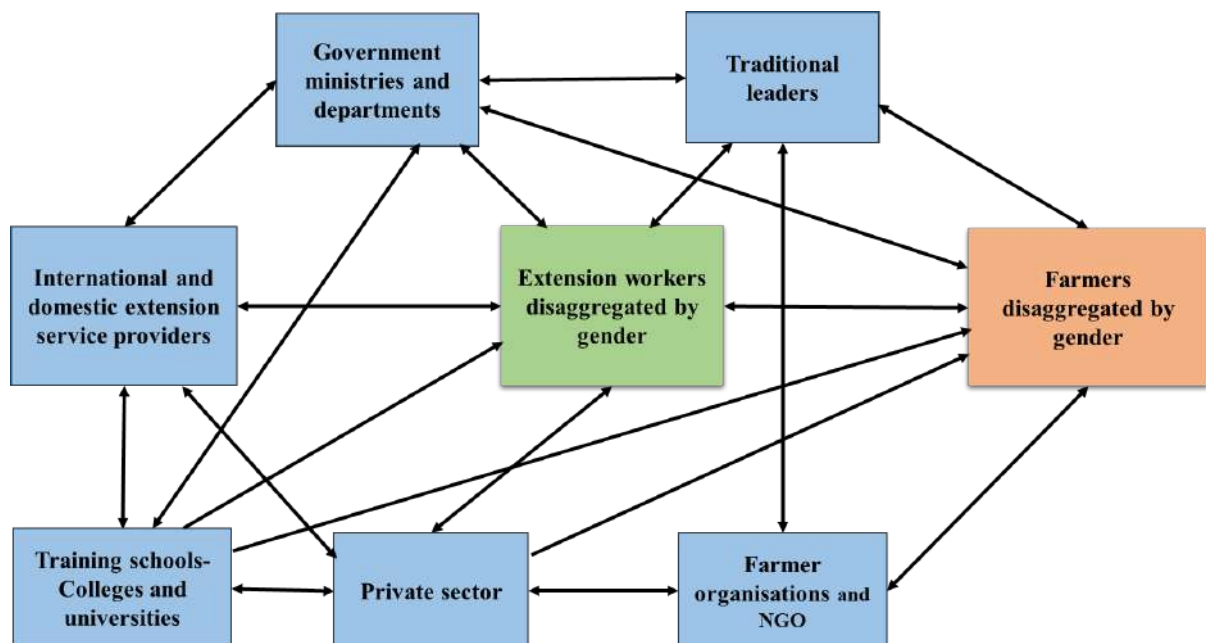 Government
ministries and
departments
Traditional
leaders
International and
domestic extension
service providers
Extension workers
disaggregated by
gender
Farmers
disaggregated by
gender
Training schools-
Colleges and
universities
Private sector
Farmer
organisations and
NGO